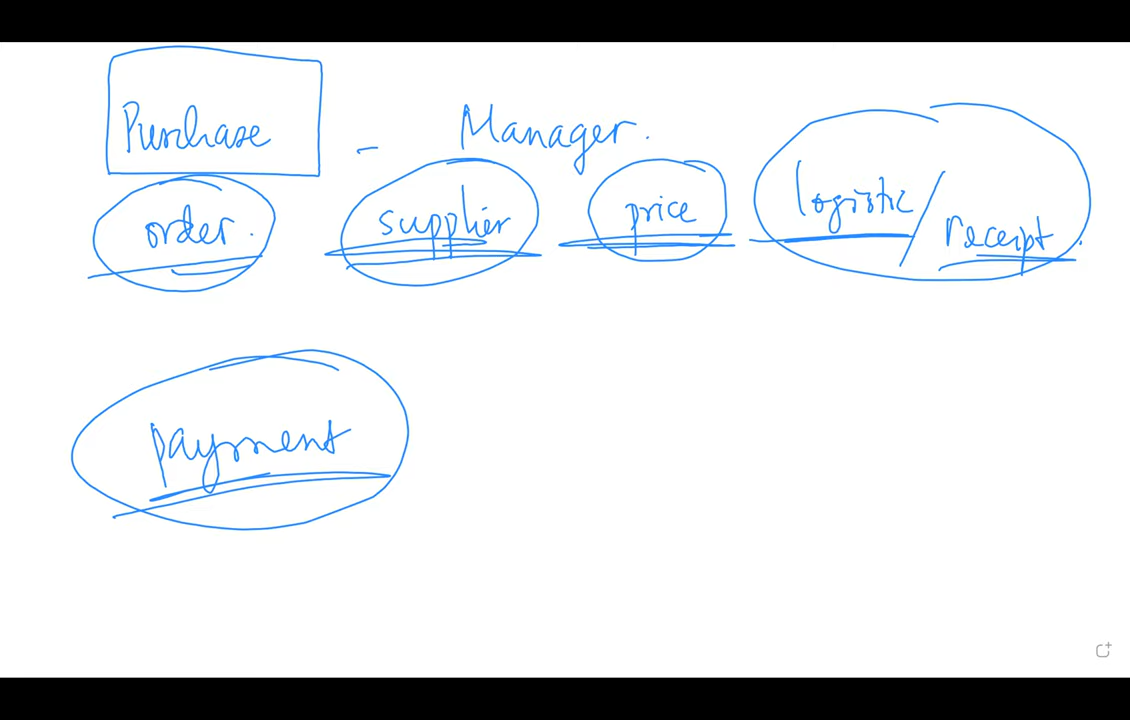 Purchase - Manager.
order. supplier price logistic/receipt
payment